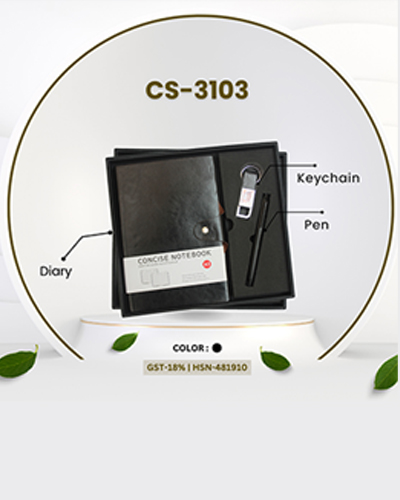 CS-3103
Keychain
Pen
Diary
CONCISE NOTEBOOK
COLOR :
GST-18% | HSN-481910